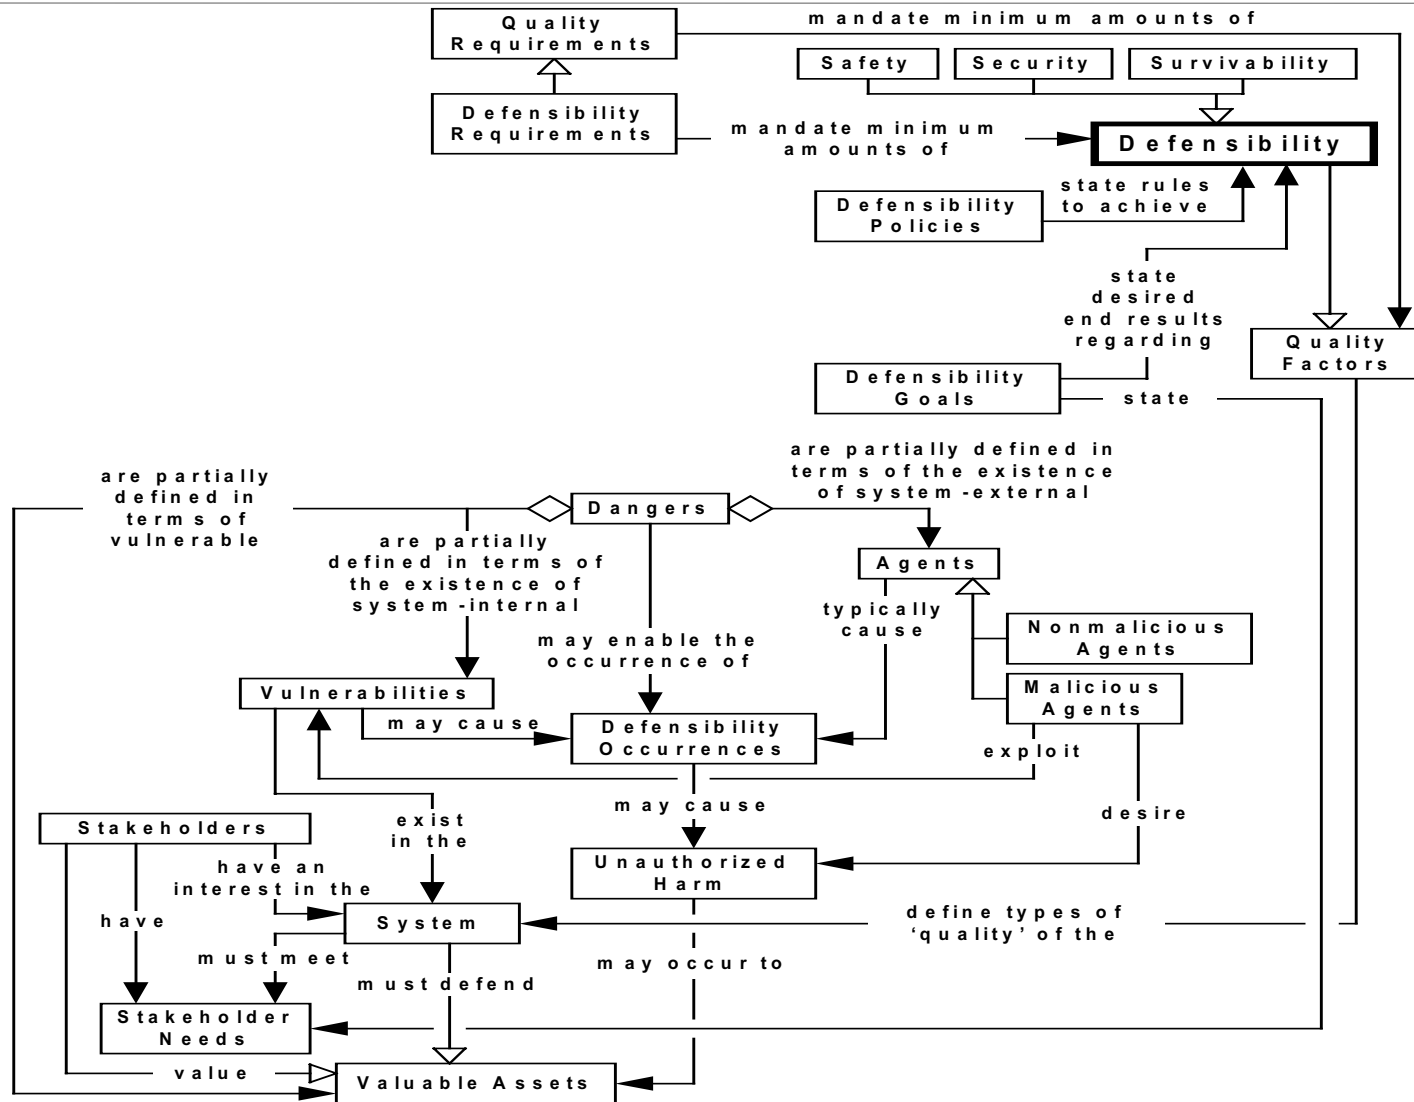 Quality
Requirements
mandate minimum amounts of
Safety
Security
Survivability
Defensibility
Requirements
mandate minimum
amounts of
Defensibility
Defensibility
Policies
state rules
to achieve
state
desired
end results
regarding
Quality
Factors
Defensibility
Goals
state
are partially
defined in
terms of
vulnerable
Dangers
are partially defined in
terms of the existence
of system-external
are partially
defined in terms of
the existence of
system-internal
Agents
typically
cause
may enable the
occurrence of
Nonmalicious
Agents
Malicious
Agents
Vulnerabilities
may cause
Defensibility
Occurrences
exploit
desire
may cause
Stakeholders
exist
in the
have an
interest in the
have
Unauthorized
Harm
System
define types of
‘quality’ of the
must meet
must defend
may occur to
Stakeholder
Needs
value
Valuable Assets